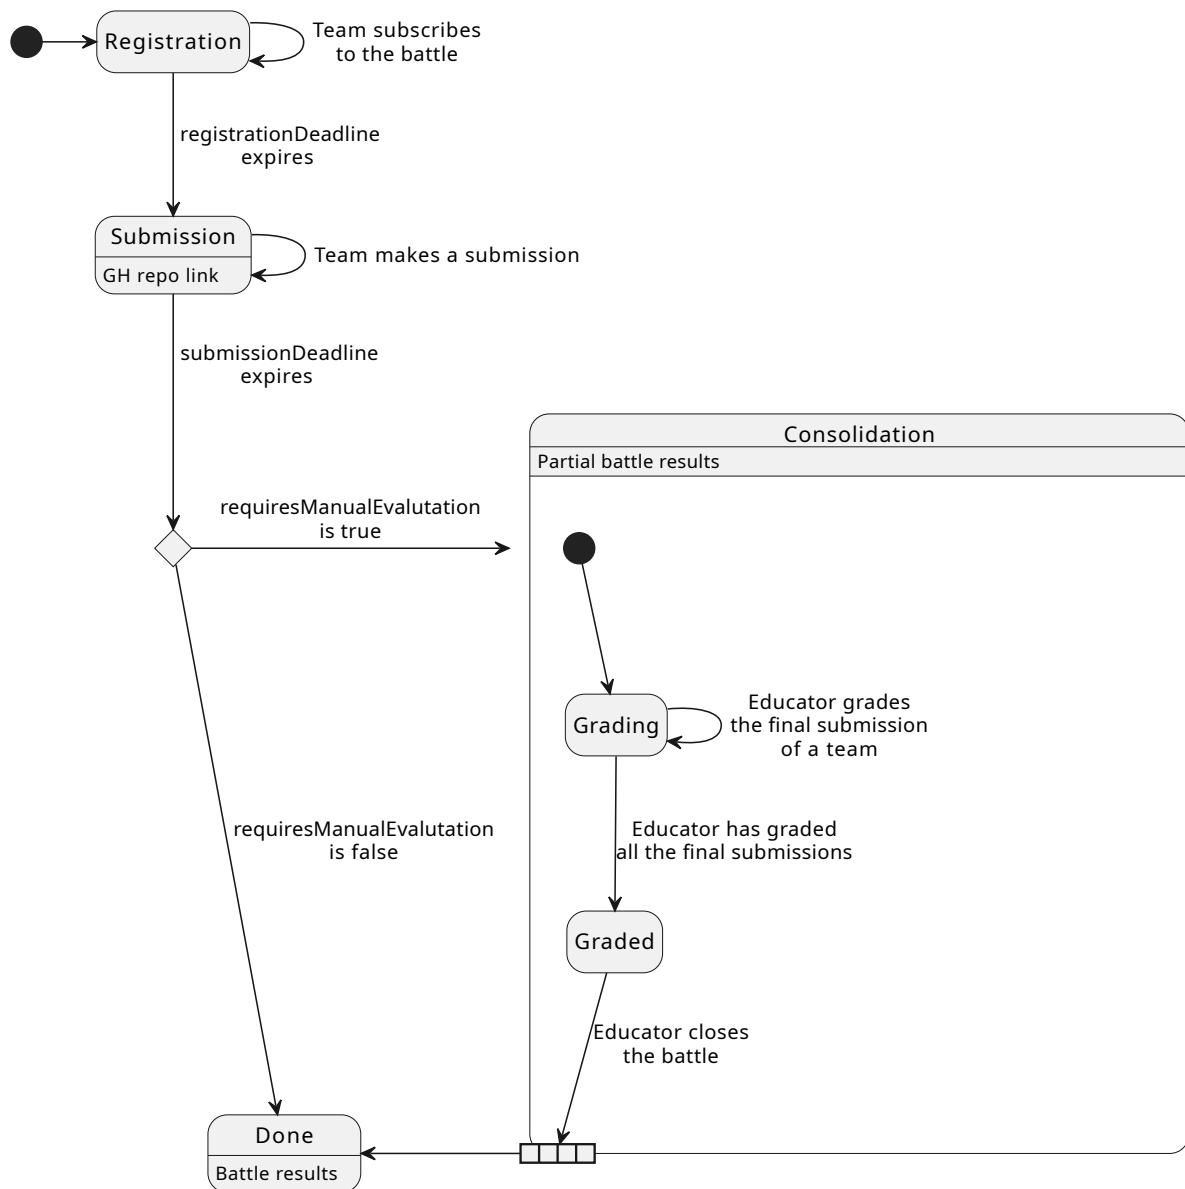 Registration
Team subscribes
to the battle
registrationDeadline
expires
Submission
GH repo link
Team makes a submission
submissionDeadline
expires
Consolidation
Partial battle results
requiresManualEvalutation
is true
Grading
Educator grades
the final submission
of a team
requiresManualEvalutation
is false
Educator has graded
all the final submissions
Graded
Educator closes
the battle
Done
Battle results